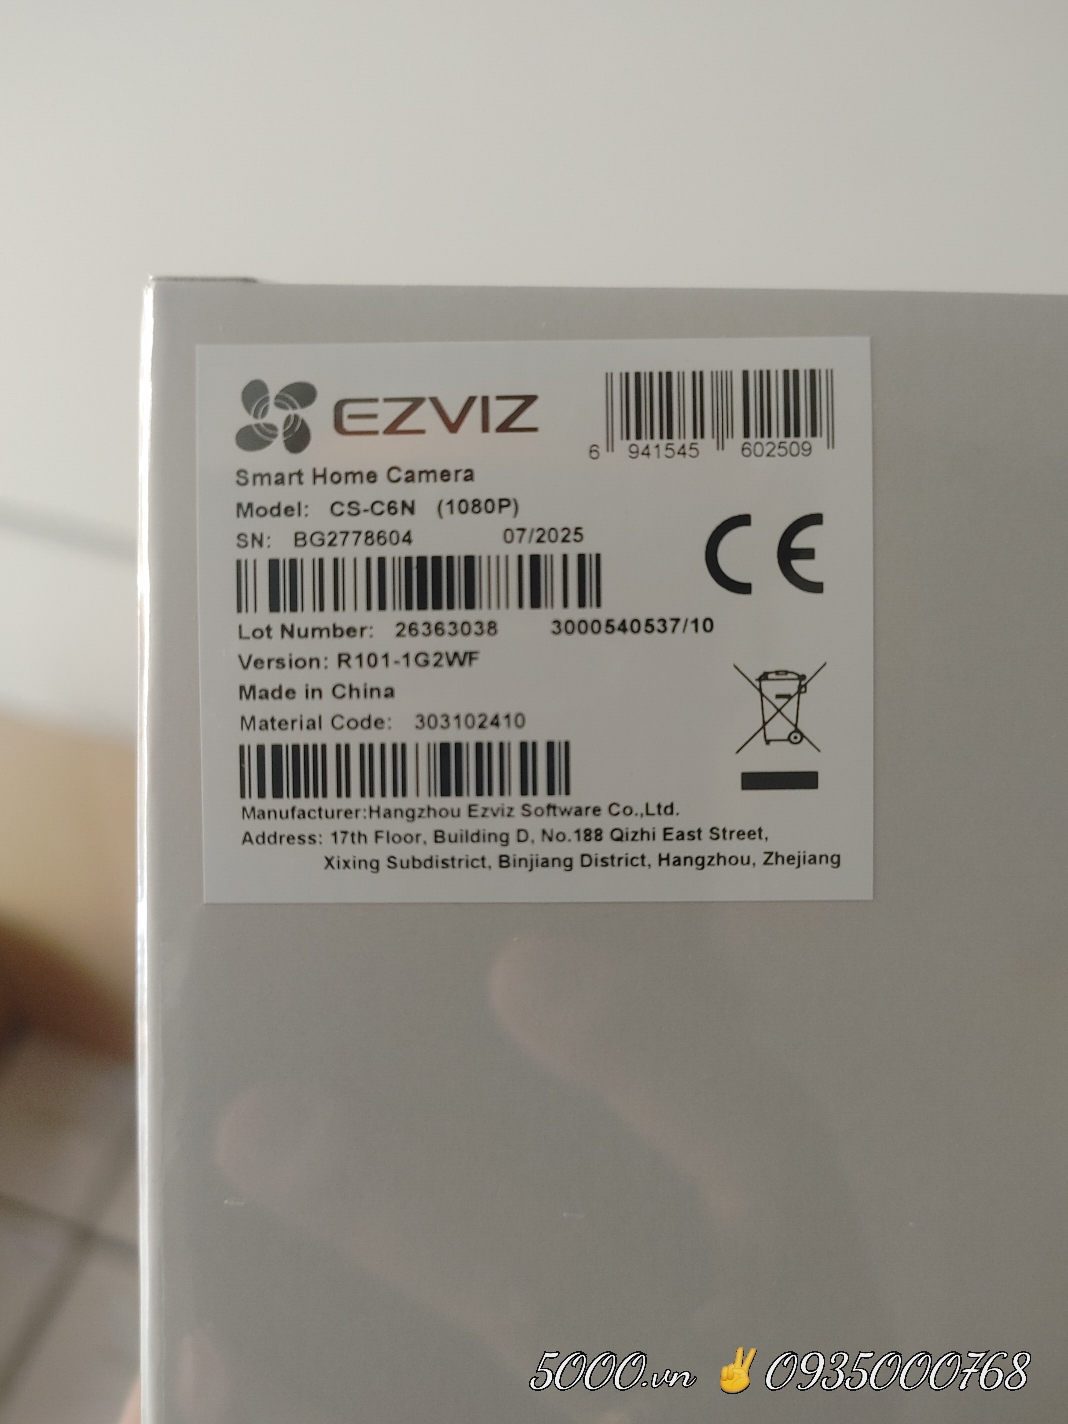 EZVIZ
6 941545 602509
Smart Home Camera
Model: CS-C6N (1080P)
SN: BG2778604 07/2025
CE
Lot Number: 26363038 3000540537/10
Version: R101-1G2WF
Made in China
Material Code: 303102410
Manufacturer:Hangzhou Ezviz Software Co.,Ltd.
Address: 17th Floor, Building D, No.188 Qizhi East Street,
Xixing Subdistrict, Binjiang District, Hangzhou, Zhejiang
5000.vn ✌️0935000768